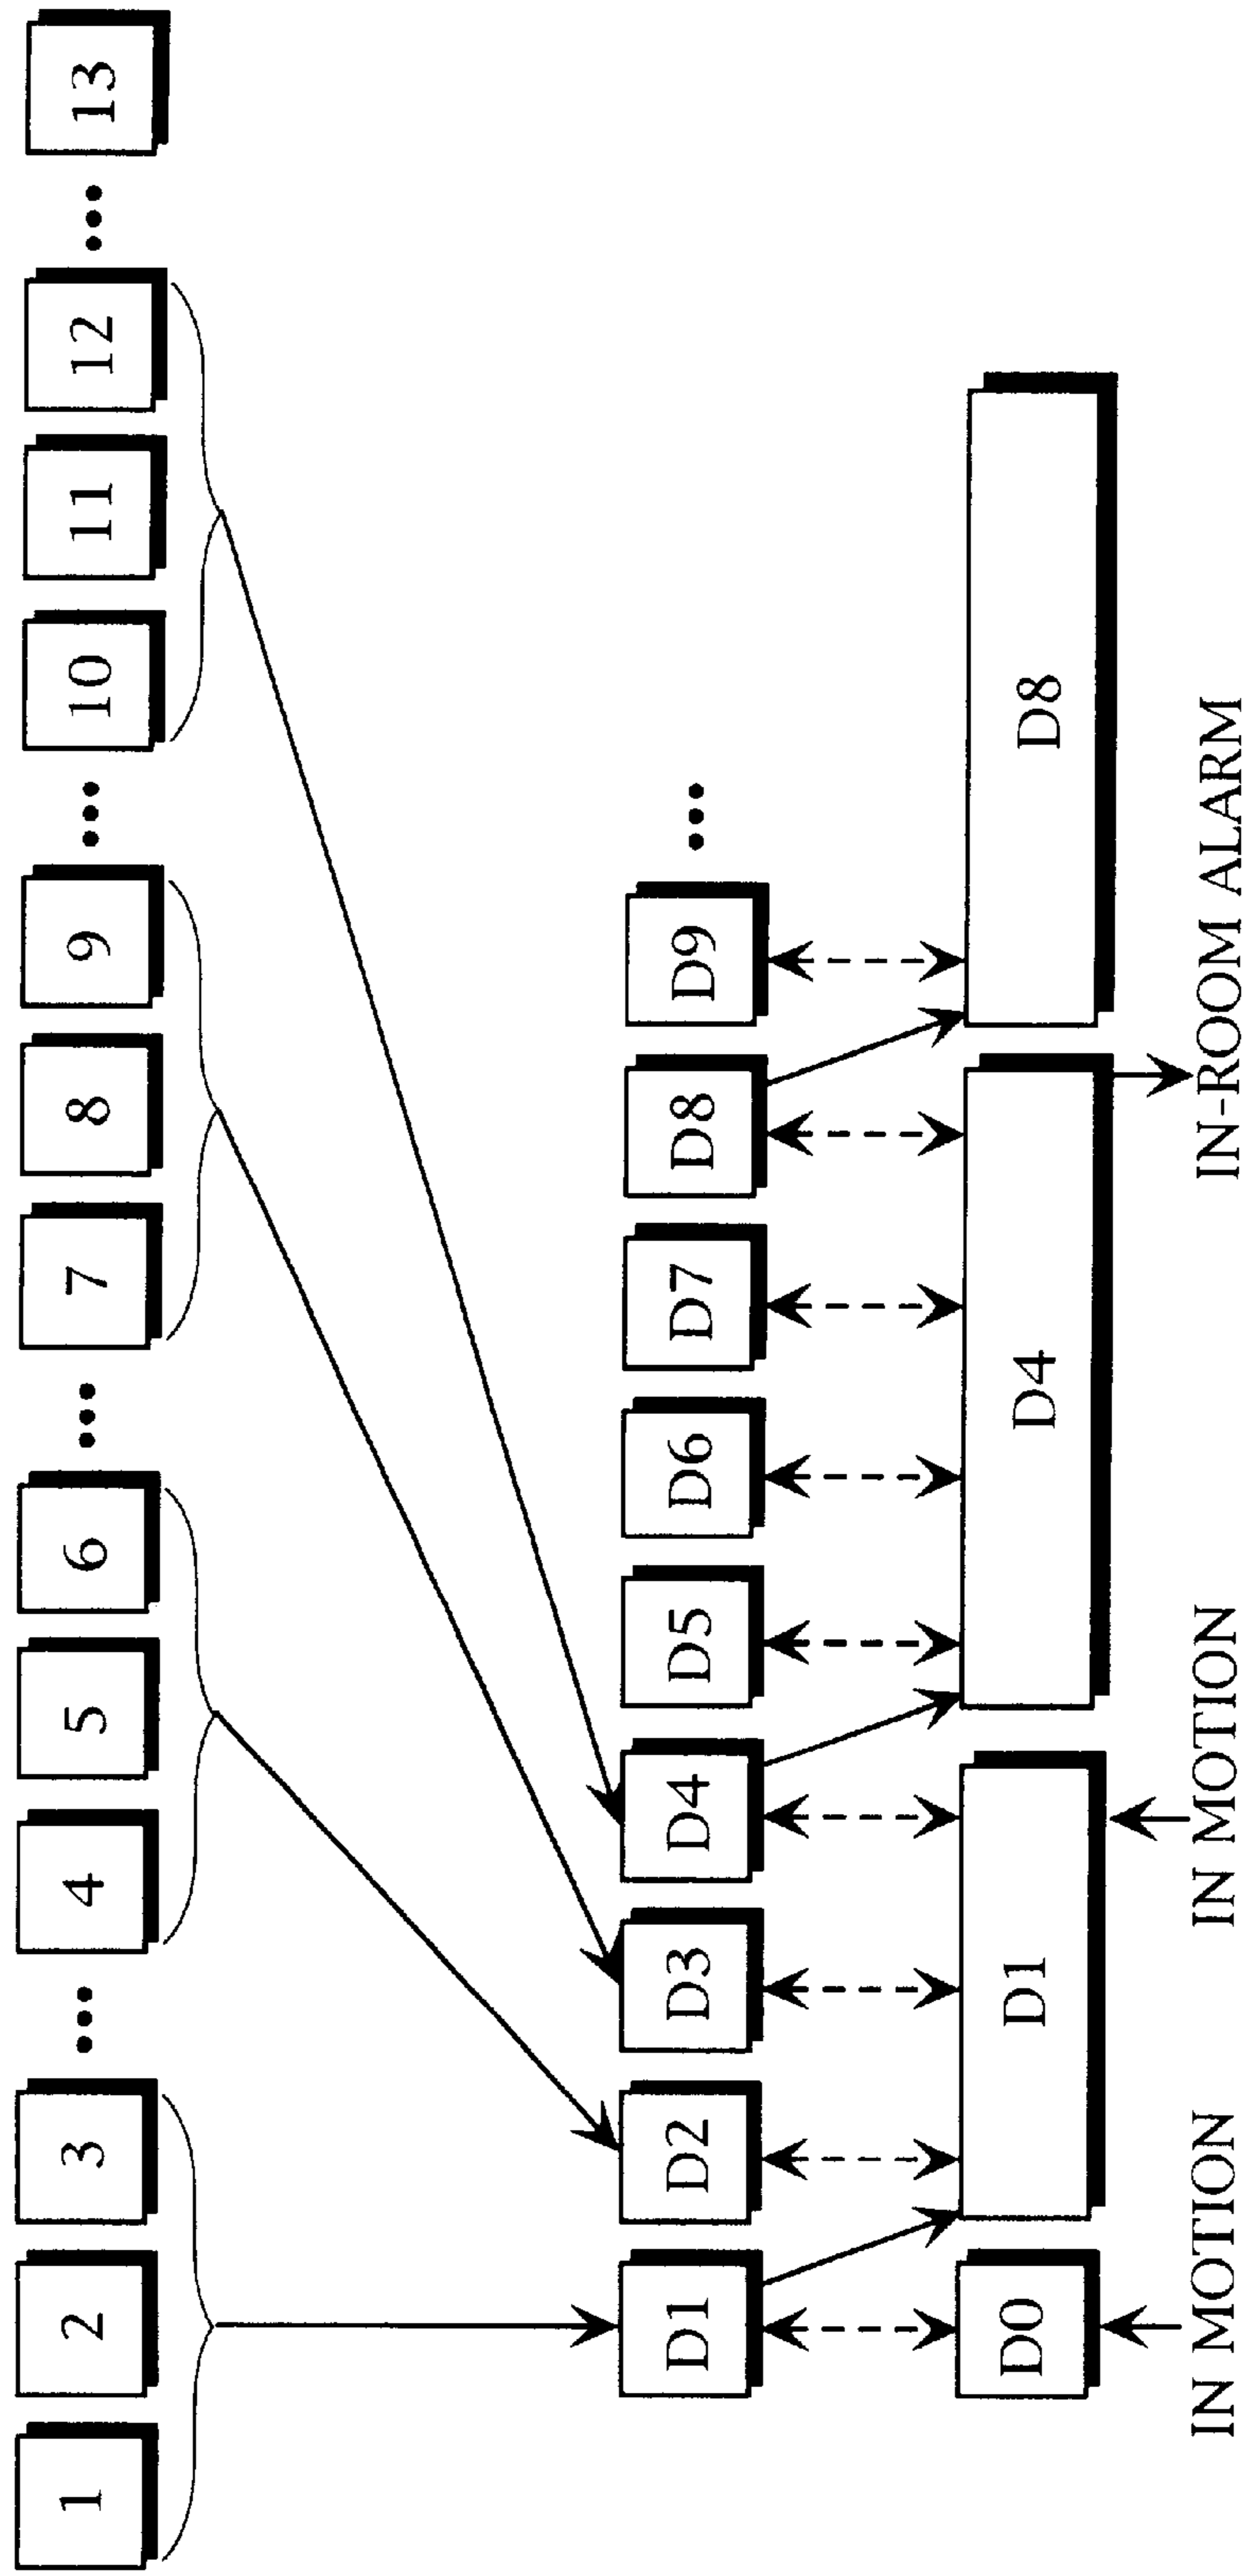 1 2 3 ••• 4 5 6 ••• 7 8 9 ••• 10 11 12 ••• 13
D1 D2 D3 D4 D5 D6 D7 D8 D9 •••
D0 D1 D4 D8
IN MOTION IN MOTION IN-ROOM ALARM